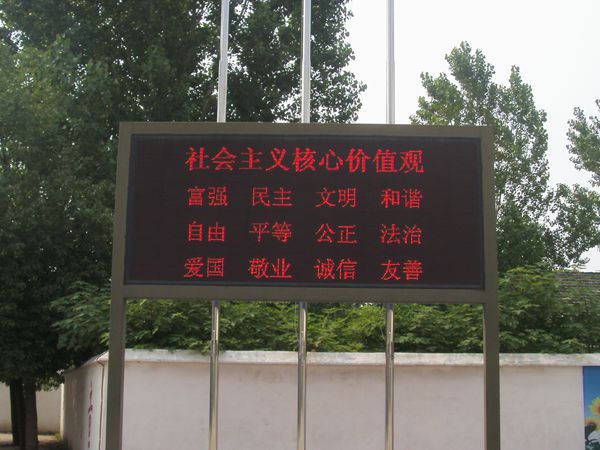 社会主义核心价值观
富强 民主 文明 和谐
自由 平等 公正 法治
爱国 敬业 诚信 友善